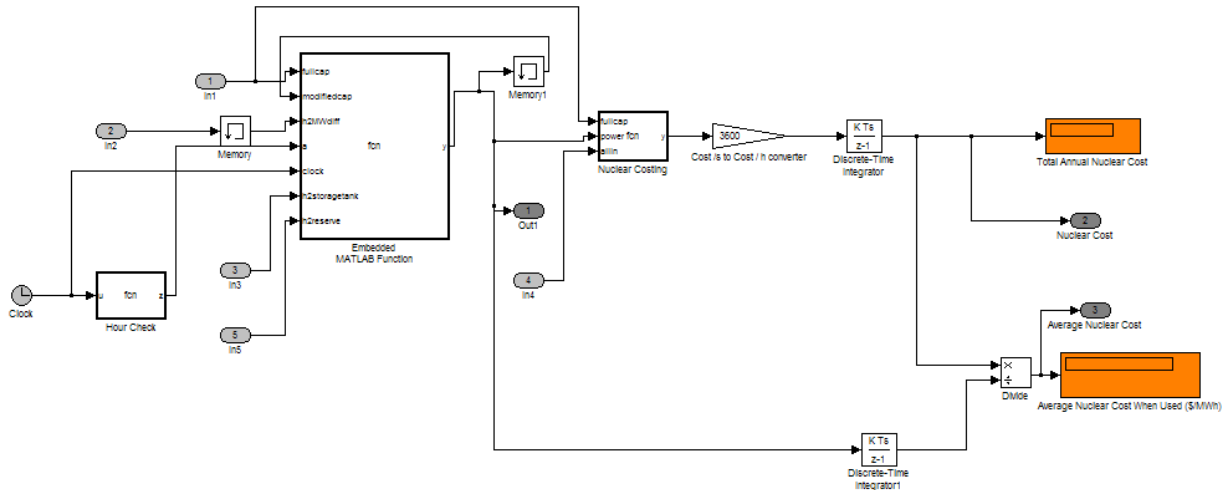 1
In1
2
In2
Memory
fullcap
modifiedcap
h2MWdiff
a
clock
h2storagetank
h2reserve
fcn
y
Embedded
MATLAB Function
Memory1
Clock
u
fcn
z
Hour Check
3
In3
5
In5
1
Out1
4
In4
fullcap
power
fcn
allin
y
Nuclear Costing
3600
Cost /s to Cost / h converter
K Ts
z-1
Discrete-Time
Integrator
Total Annual Nuclear Cost
2
Nuclear Cost
3
Average Nuclear Cost
×
÷
Divide
Average Nuclear Cost When Used ($/MWh)
K Ts
z-1
Discrete-Time
Integrator1